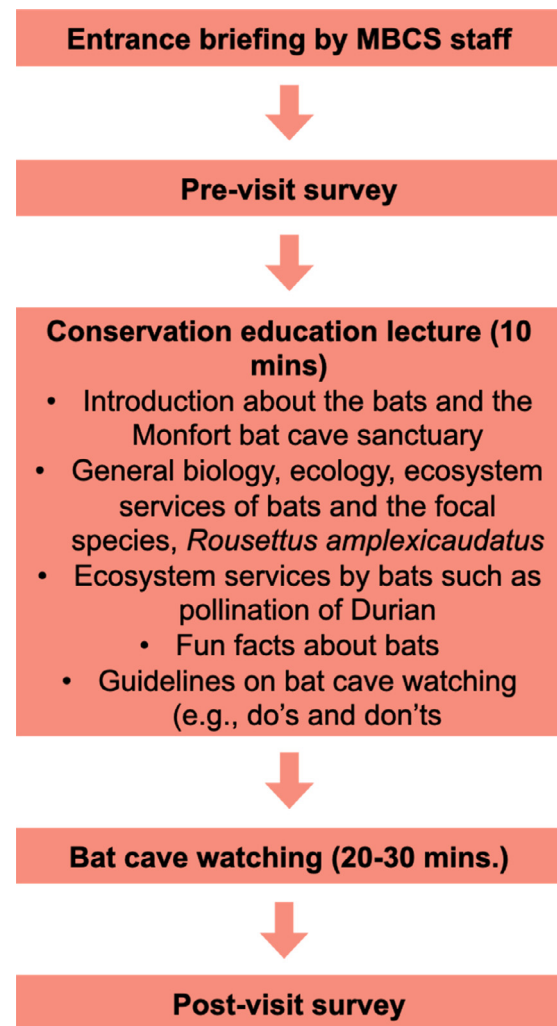 Entrance briefing by MBCS staff
Pre-visit survey
Conservation education lecture (10
mins)
• Introduction about the bats and the
Monfort bat cave sanctuary
• General biology, ecology, ecosystem
services of bats and the focal
species, Rousettus amplexicaudatus
• Ecosystem services by bats such as
pollination of Durian
• Fun facts about bats
• Guidelines on bat cave watching
(e.g., do's and don'ts
Bat cave watching (20-30 mins.)
Post-visit survey